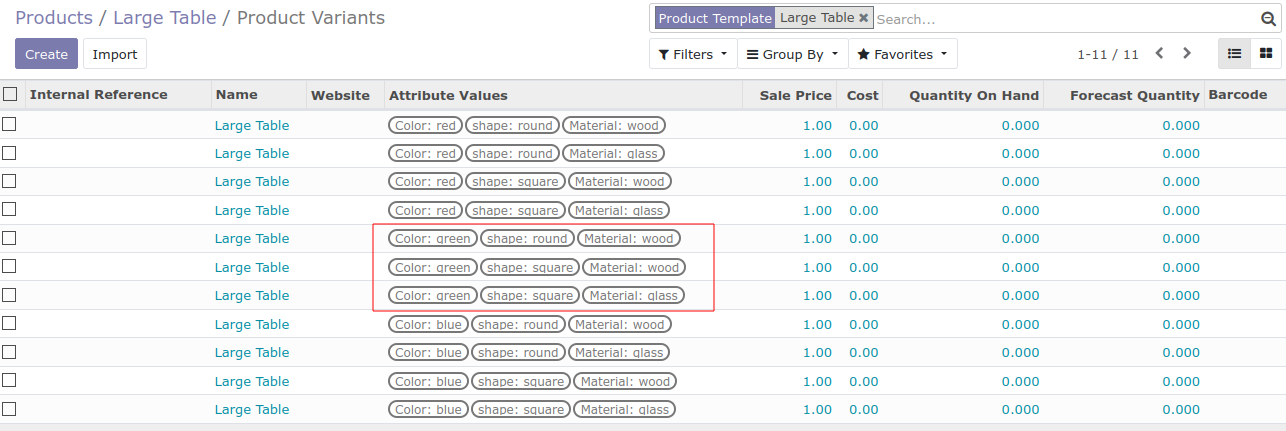 Products / Large Table / Product Variants
Product Template Large Table ✖ Search...
Create Import Filters Group By Favorites 1-11 / 11
Internal Reference Name Website Attribute Values Sale Price Cost Quantity On Hand Forecast Quantity Barcode
Large Table Color: red shape: round Material: wood 1.00 0.00 0.000 0.000
Large Table Color: red shape: round Material: glass 1.00 0.00 0.000 0.000
Large Table Color: red shape: square Material: wood 1.00 0.00 0.000 0.000
Large Table Color: red shape: square Material: glass 1.00 0.00 0.000 0.000
Large Table Color: green shape: round Material: wood 1.00 0.00 0.000 0.000
Large Table Color: green shape: square Material: wood 1.00 0.00 0.000 0.000
Large Table Color: green shape: square Material: glass 1.00 0.00 0.000 0.000
Large Table Color: blue shape: round Material: wood 1.00 0.00 0.000 0.000
Large Table Color: blue shape: round Material: glass 1.00 0.00 0.000 0.000
Large Table Color: blue shape: square Material: wood 1.00 0.00 0.000 0.000
Large Table Color: blue shape: square Material: glass 1.00 0.00 0.000 0.000